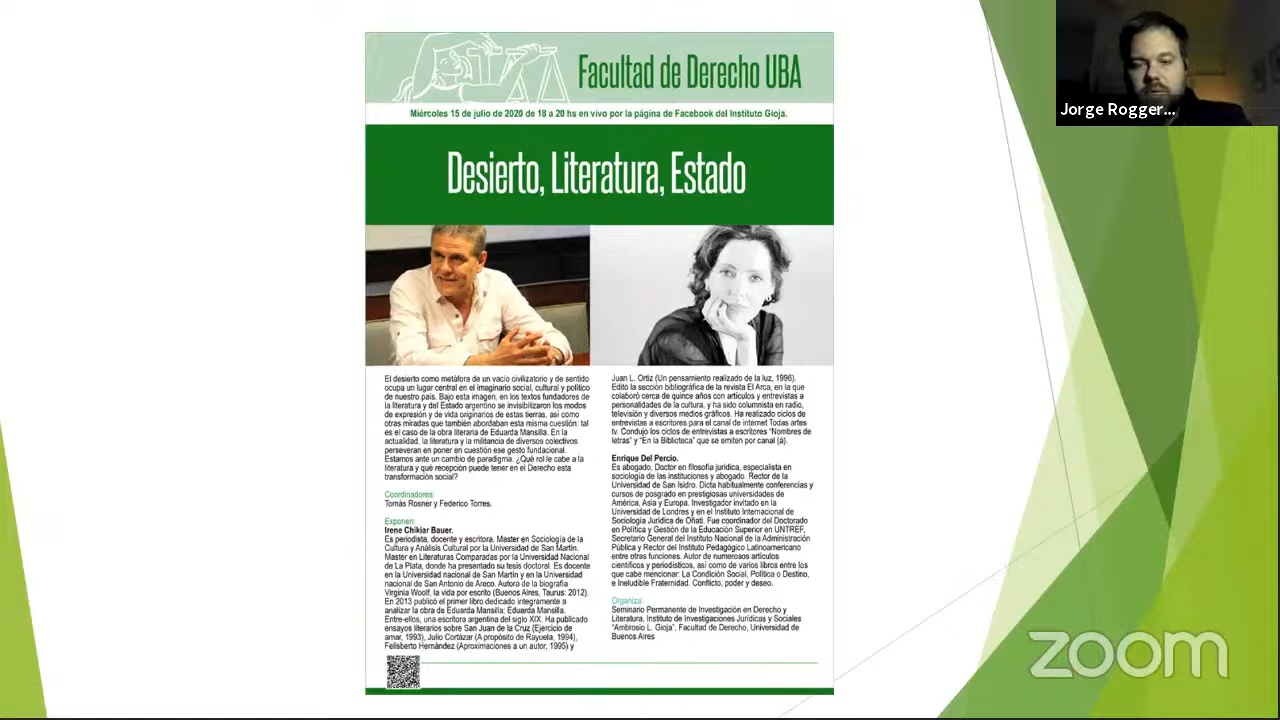 Facultad de Derecho UBA
Miércoles 15 de julio de 2020 de 18 a 20 hs en vivo por la página de Facebook del Instituto Gioja.
Desierto, Literatura, Estado
El desierto como metáfora de un vacío civilizatorio y de sentido
ocupa un lugar central en el imaginario social, cultural y político
de nuestro país. Bajo esta imagen, en los textos fundadores de
la literatura y del Estado argentino se invisibilizaron los modos
de expresión y de vida originarios de estas tierras, así como
otras miradas que también abordaban esta misma cuestión: tal
es el caso de la obra literaria de Eduarda Mansilla. En la
actualidad, la literatura y la militancia de diversos colectivos
perseveran en poner en cuestión ese gesto fundacional.
Estamos ante un cambio de paradigma. ¿Qué rol le cabe a la
literatura y qué recepción puede tener en el Derecho esta
transformación social?
Coordinadores:
Tomás Rosner y Federico Torres.
Exponen:
Irene Chikiar Bauer.
Es periodista, docente y escritora. Master en Sociología de la
Cultura y Análisis Cultural por la Universidad de San Martín.
Master en Literaturas Comparadas por la Universidad Nacional
de La Plata, donde ha presentado su tesis doctoral. Es docente
en la Universidad nacional de San Martín y en la Universidad
nacional de San Antonio de Areco. Autora de la biografía
Virginia Woolf, la vida por escrito (Buenos Aires, Taurus: 2012).
En 2013 publicó el primer libro dedicado íntegramente a
analizar la obra de Eduarda Mansilla: Eduarda Mansilla.
Entre-ellos, una escritora argentina del siglo XIX. Ha publicado
ensayos literarios sobre San Juan de la Cruz (Ejercicio de
amar, 1993), Julio Cortázar (A propósito de Rayuela, 1994),
Felisberto Hernández (Aproximaciones a un autor, 1995) y
Juan L. Ortiz (Un pensamiento realizado de la luz, 1996).
Editó la sección bibliográfica de la revista El Arca, en la que
colaboró cerca de quince años con artículos y entrevistas a
personalidades de la cultura, y ha sido columnista en radio,
televisión y diversos medios gráficos. Ha realizado ciclos de
entrevistas a escritores para el canal de internet Todas artes
tv. Condujo los ciclos de entrevistas a escritores "Nombres de
letras" y "En la Biblioteca" que se emiten por canal (á).
Enrique Del Percio.
Es abogado, Doctor en filosofía jurídica, especialista en
sociología de las instituciones y abogado. Rector de la
Universidad de San Isidro. Dicta habitualmente conferencias y
cursos de posgrado en prestigiosas universidades de
América, Asia y Europa. Investigador invitado en la
Universidad de Londres y en el Instituto Internacional de
Sociología Jurídica de Oñati. Fue coordinador del Doctorado
en Política y Gestión de la Educación Superior en UNTREF,
Secretario General del Instituto Nacional de la Administración
Pública y Rector del Instituto Pedagógico Latinoamericano
entre otras funciones. Autor de numerosos artículos
científicos y periodísticos, así como de varios libros entre los
que cabe mencionar: La Condición Social, Política o Destino,
e Ineludible Fraternidad. Conflicto, poder y deseo.
Organiza:
Seminario Permanente de Investigación en Derecho y
Literatura, Instituto de Investigaciones Jurídicas y Sociales
"Ambrosio L. Gioja", Facultad de Derecho, Universidad de
Buenos Aires
Jorge Rogger...
zoom